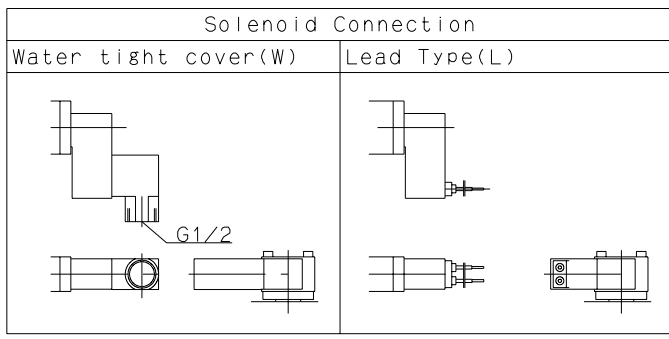 Solenoid Connection
Water tight cover(W)
Lead Type(L)
G1/2